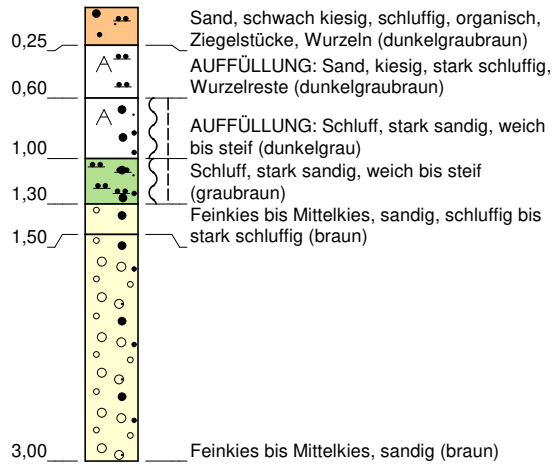 Sand, schwach kiesig, schluffig, organisch,
0,25 Ziegelstücke, Wurzeln (dunkelgraubraun)
AUFFÜLLUNG: Sand, kiesig, stark schluffig,
A
0,60 Wurzelreste (dunkelgraubraun)
A
AUFFÜLLUNG: Schluff, stark sandig, weich
1,00 bis steif (dunkelgrau)
Schluff, stark sandig, weich bis steif
1,30 (graubraun)
Feinkies bis Mittelkies, sandig, schluffig bis
1,50 stark schluffig (braun)
3,00 Feinkies bis Mittelkies, sandig (braun)